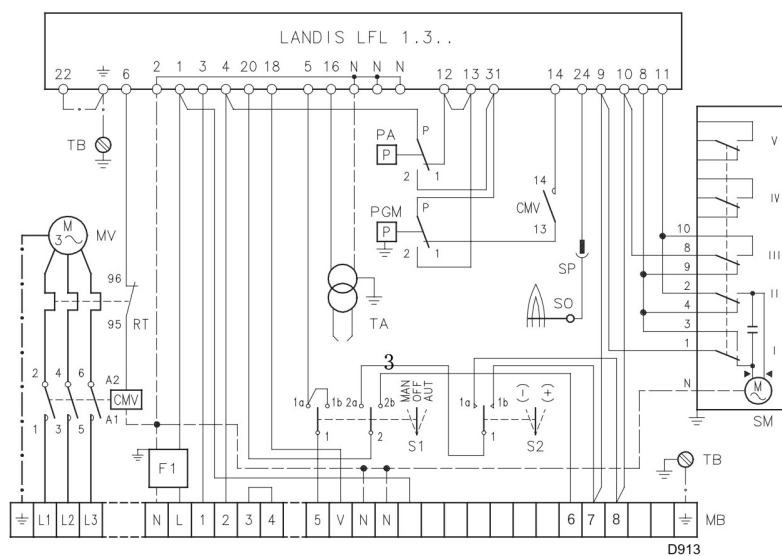 LANDIS LFL 1.3..
22 6 2 1 3 4 20 18 5 16 N N N 12 13 31 14 24 9 10 8 11
TB
P
PA P
2 1
V
14
CMV
13
IV
P
PGM P
2 1
M
3
MV
10
8
III
9
SP
96
2
II
4
SO
95 RT
TA
3
1
I
2 4 6 A2
CMV
1 3 5 A1
3
1a 1b 2a 2b
MAN
OFF
AUT
1a 1b
(-) (+)
N
M
SM
1 2 S1
1 S2
F1
TB
L1 L2 L3 N L 1 2 3 4 5 V N N 6 7 8 MB
D913